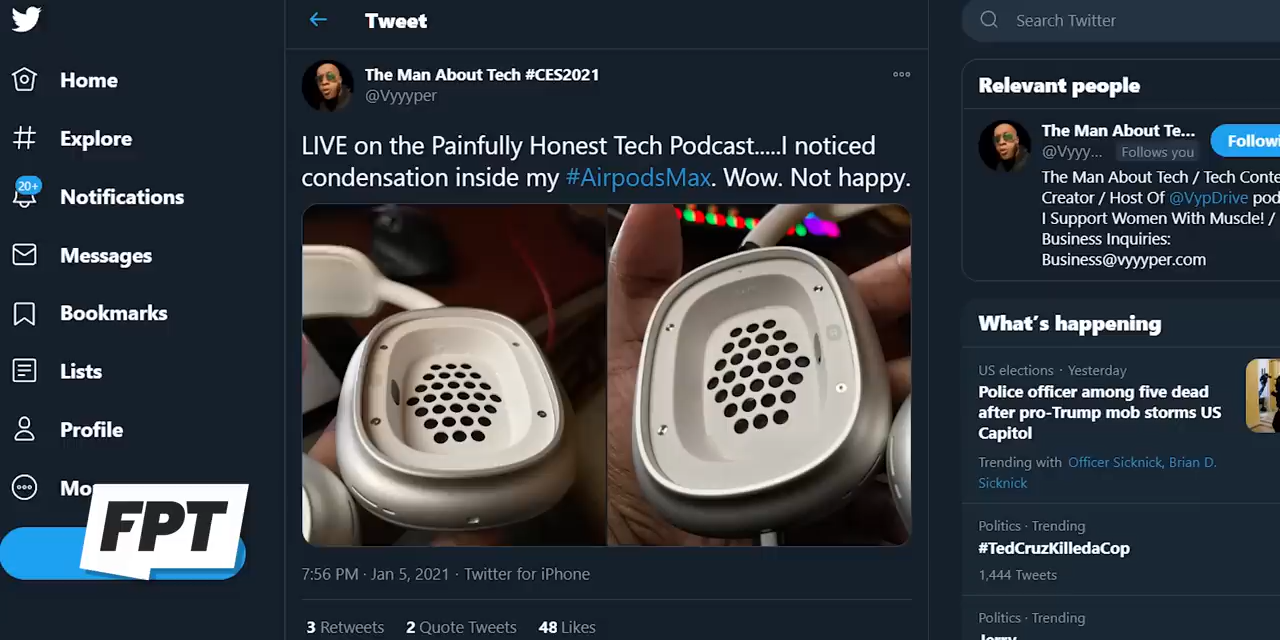 Tweet
Search Twitter
Home
Explore
20+
Notifications
Messages
Bookmarks
Lists
Profile
Mo
FPT
The Man About Tech #CES2021
@Vyyyper
LIVE on the Painfully Honest Tech Podcast.....I noticed
condensation inside my #AirpodsMax. Wow. Not happy.
7:56 PM · Jan 5, 2021 · Twitter for iPhone
3 Retweets 2 Quote Tweets 48 Likes
Relevant people
The Man About Te...
@Vyyy... Follows you
Followi
The Man About Tech / Tech Conte
Creator / Host Of @VypDrive pod
I Support Women With Muscle! /
Business Inquiries:
Business@vyyyper.com
What's happening
US elections · Yesterday
Police officer among five dead
after pro-Trump mob storms US
Capitol
Trending with Officer Sicknick, Brian D.
Sicknick
Politics · Trending
#TedCruzKilledaCop
1,444 Tweets
Politics · Trending
Jerry